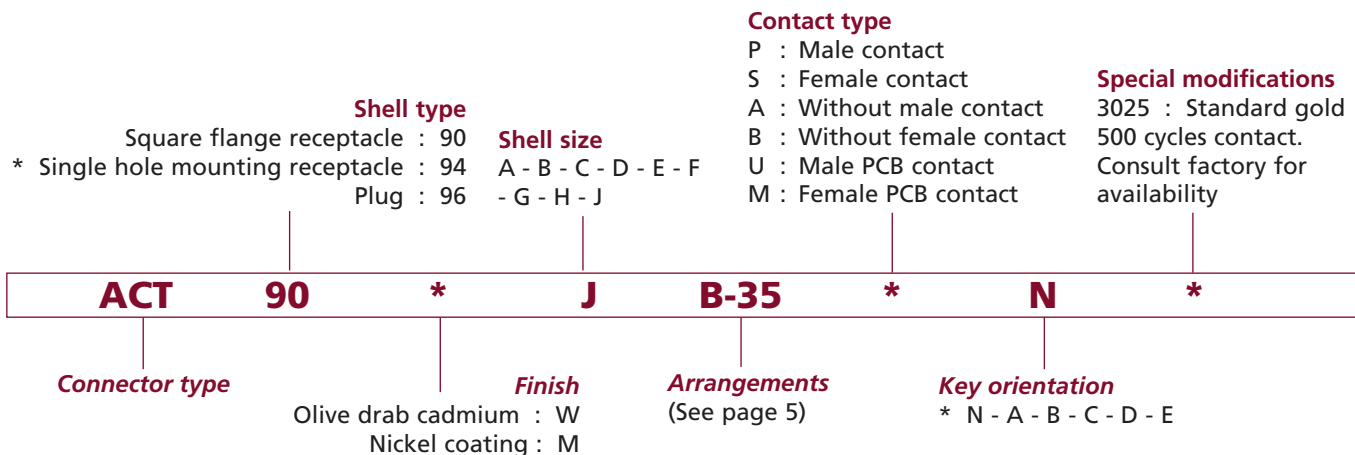 Contact type
P : Male contact
S : Female contact
A : Without male contact
B : Without female contact
U : Male PCB contact
M : Female PCB contact
Special modifications
3025 : Standard gold
500 cycles contact.
Consult factory for
availability
Shell type
Square flange receptacle : 90
* Single hole mounting receptacle : 94
Plug : 96
Shell size
A - B - C - D - E - F
- G - H - J
ACT 90 * J B-35 * N *
Connector type
Finish
Olive drab cadmium : W
Nickel coating : M
Arrangements
(See page 5)
Key orientation
* N - A - B - C - D - E